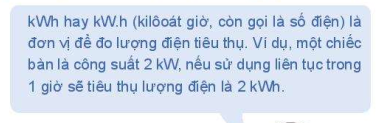 kWh hay kW.h (kilôoát giờ, còn gọi là số điện) là
đơn vị để đo lượng điện tiêu thụ. Ví dụ, một chiếc
bàn là công suất 2 kW, nếu sử dụng liên tục trong
1 giờ sẽ tiêu thụ lượng điện là 2 kWh.